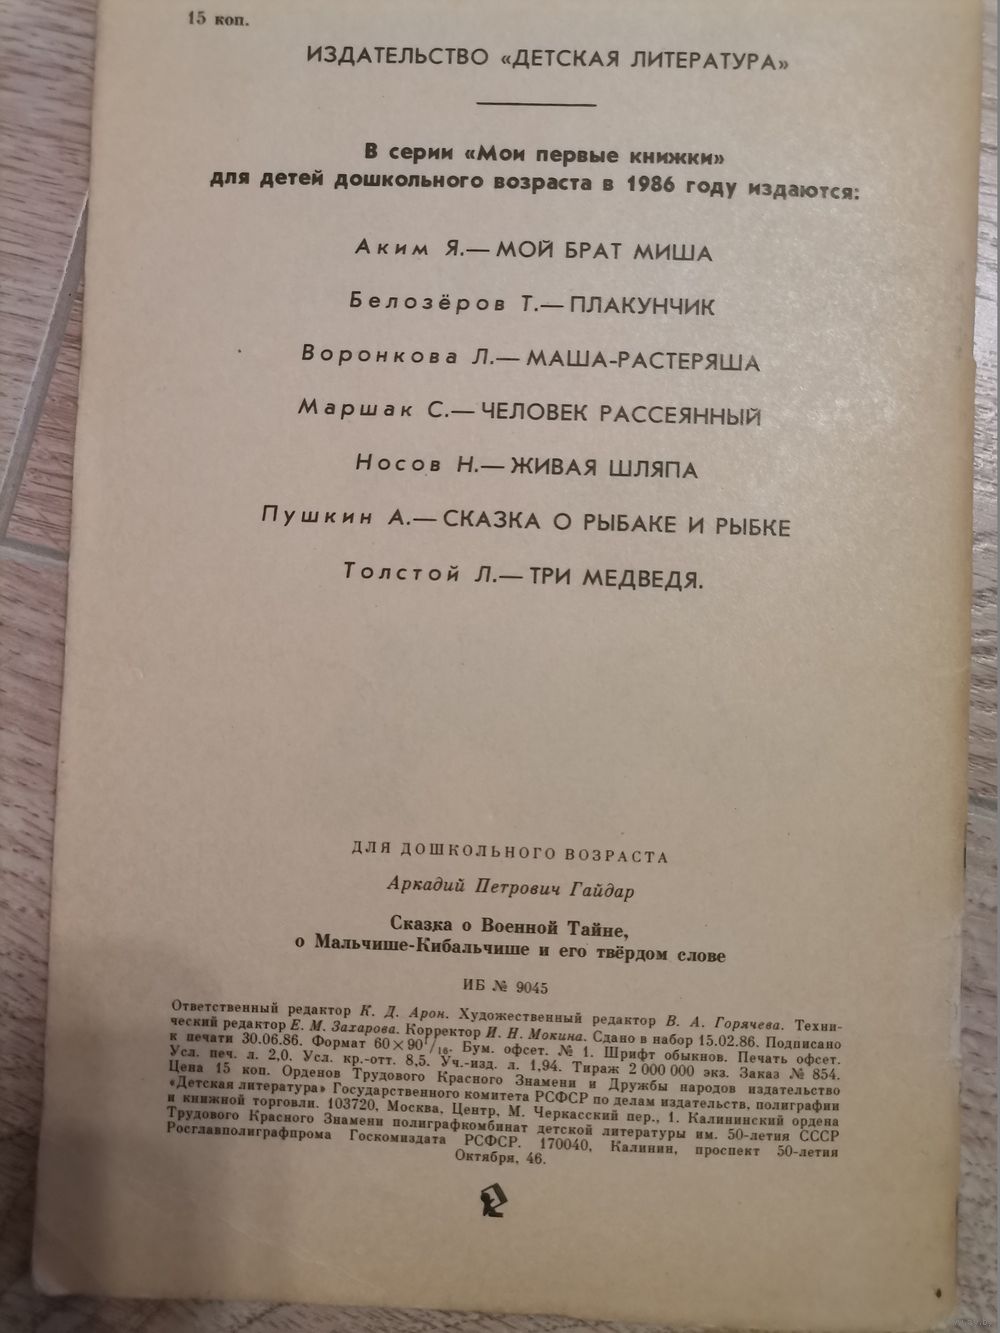 15 коп.
ИЗДАТЕЛЬСТВО «ДЕТСКАЯ ЛИТЕРАТУРА»
В серии «Мои первые книжки»
для детей дошкольного возраста в 1986 году издаются:
Аким Я.— МОЙ БРАТ МИША
Белозёров Т.— ПЛАКУНЧИК
Воронкова Л.— МАША-РАСТЕРЯША
Маршак С.— ЧЕЛОВЕК РАССЕЯННЫЙ
Носов Н.— ЖИВАЯ ШЛЯПА
Пушкин А.— СКАЗКА О РЫБАКЕ И РЫБКЕ
Толстой Л.— ТРИ МЕДВЕДЯ.
ДЛЯ ДОШКОЛЬНОГО ВОЗРАСТА
Аркадий Петрович Гайдар
Сказка о Военной Тайне,
о Мальчише-Кибальчише и его твёрдом слове
ИБ № 9045
Ответственный редактор К. Д. Арон. Художественный редактор В. А. Горячева. Техни-
ческий редактор Е. М. Захарова. Корректор И. Н. Мокина. Сдано в набор 15.02.86. Подписано
к печати 30.06.86. Формат 60×90¹/₁₆. Бум. офсет. № 1. Шрифт обыкнов. Печать офсет.
Усл. печ. л. 2,0. Усл. кр.-отт. 8,5. Уч.-изд. л. 1,94. Тираж 2 000 000 экз. Заказ № 854.
Цена 15 коп. Орденов Трудового Красного Знамени и Дружбы народов издательство
«Детская литература» Государственного комитета РСФСР по делам издательств, полиграфии
и книжной торговли. 103720, Москва, Центр, М. Черкасский пер., 1. Калининский ордена
Трудового Красного Знамени полиграфкомбинат детской литературы им. 50-летия СССР
Росглавполиграфпрома Госкомиздата РСФСР. 170040, Калинин, проспект 50-летия
Октября, 46.